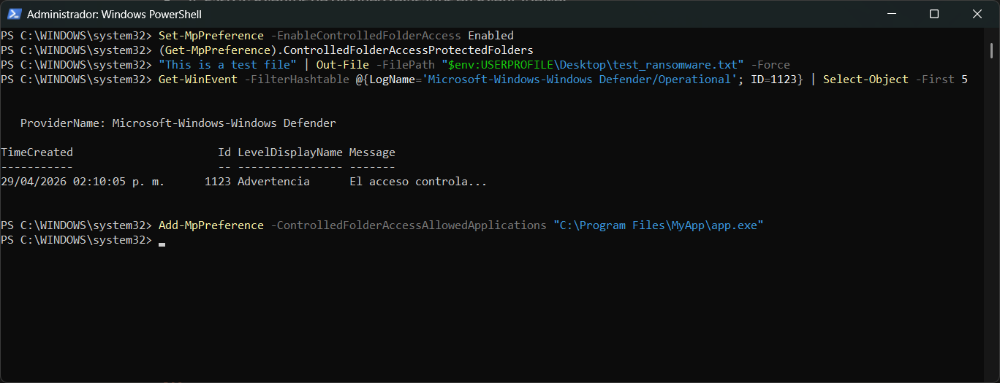 Administrador: Windows PowerShell
PS C:\WINDOWS\system32> Set-MpPreference -EnableControlledFolderAccess Enabled
PS C:\WINDOWS\system32> (Get-MpPreference).ControlledFolderAccessProtectedFolders
PS C:\WINDOWS\system32> "This is a test file" | Out-File -FilePath "$env:USERPROFILE\Desktop\test_ransomware.txt" -Force
PS C:\WINDOWS\system32> Get-WinEvent -FilterHashtable @{LogName='Microsoft-Windows-Windows Defender/Operational'; ID=1123} | Select-Object -First 5
ProviderName: Microsoft-Windows-Windows Defender
TimeCreated                      Id LevelDisplayName Message
-----------                      -- ---------------- -------
29/04/2026 02:10:05 p. m.      1123 Advertencia      El acceso controla...
PS C:\WINDOWS\system32> Add-MpPreference -ControlledFolderAccessAllowedApplications "C:\Program Files\MyApp\app.exe"
PS C:\WINDOWS\system32>